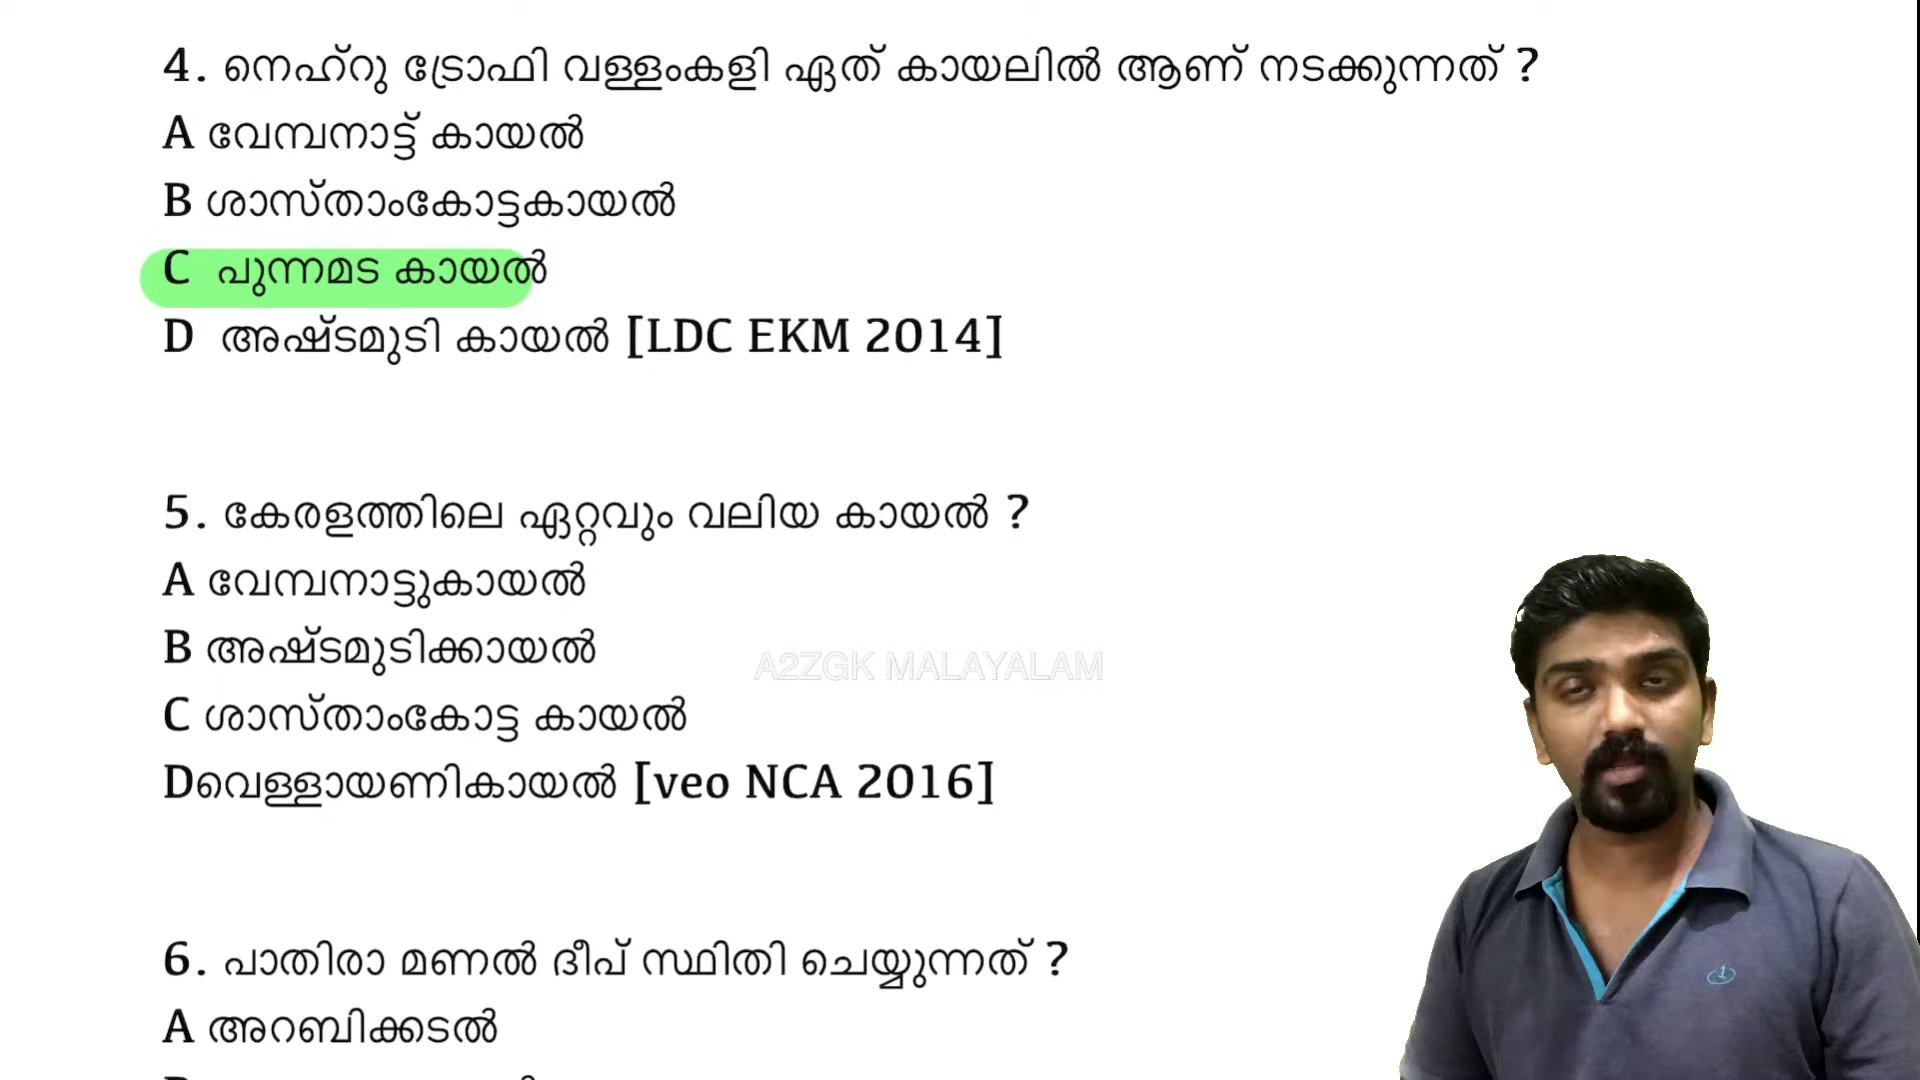 4. നെഹ്റു ട്രോഫി വള്ളംകളി ഏത് കായലിൽ ആണ് നടക്കുന്നത് ?
A വേമ്പനാട്ട് കായൽ
B ശാസ്താംകോട്ടകായൽ
C പുന്നമട കായൽ
D അഷ്ടമുടി കായൽ [LDC EKM 2014]
5. കേരളത്തിലെ ഏറ്റവും വലിയ കായൽ ?
A വേമ്പനാട്ടുകായൽ
B അഷ്ടമുടിക്കായൽ
A2ZGK MALAYALAM
C ശാസ്താംകോട്ട കായൽ
Dവെള്ളായണികായൽ [veo NCA 2016]
6. പാതിരാ മണൽ ദീപ് സ്ഥിതി ചെയ്യുന്നത് ?
A അറബിക്കടൽ